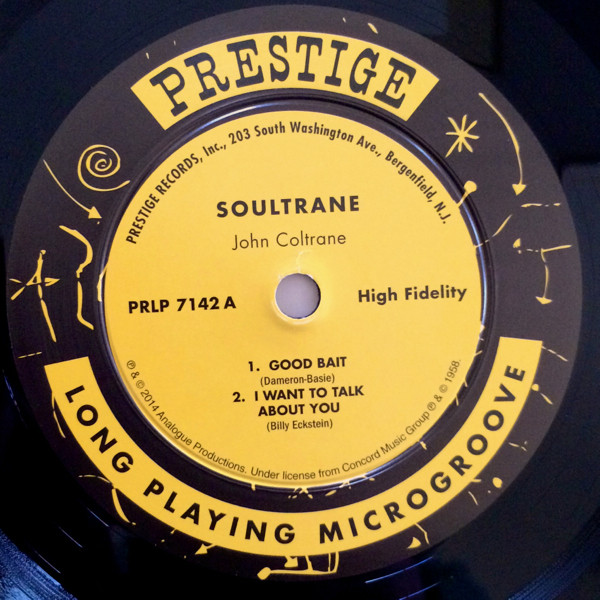 PRESTIGE
PRESTIGE RECORDS, Inc., 203 South Washington Ave., Bergenfield, N.J.
SOULTRANE
John Coltrane
PRLP 7142 A
High Fidelity
1. GOOD BAIT
(Dameron-Basie)
2. I WANT TO TALK
ABOUT YOU
(Billy Eckstein)
℗ & © 2014 Analogue Productions. Under license from Concord Music Group ℗ & © 1958.
LONG PLAYING MICROGROOVE